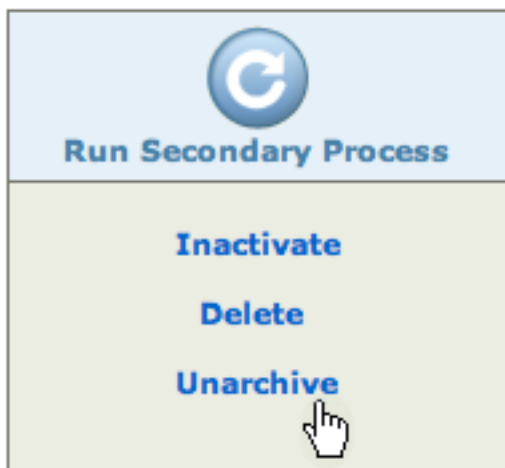 Run Secondary Process
Inactivate
Delete
Unarchive